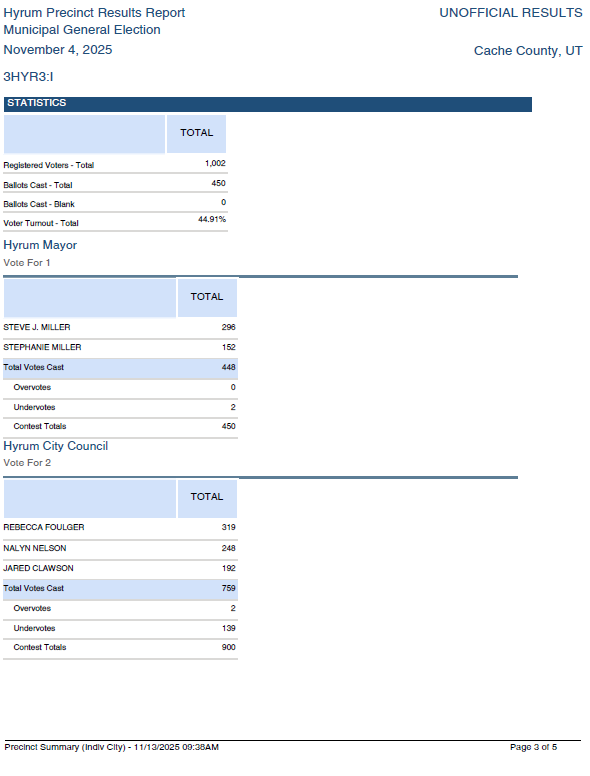 Hyrum Precinct Results Report UNOFFICIAL RESULTS
Municipal General Election
November 4, 2025 Cache County, UT
3HYR3:I
STATISTICS
TOTAL
Registered Voters - Total 1,002
Ballots Cast - Total 450
Ballots Cast - Blank 0
Voter Turnout - Total 44.91%
Hyrum Mayor
Vote For 1
TOTAL
STEVE J. MILLER 296
STEPHANIE MILLER 152
Total Votes Cast 448
Overvotes 0
Undervotes 2
Contest Totals 450
Hyrum City Council
Vote For 2
TOTAL
REBECCA FOULGER 319
NALYN NELSON 248
JARED CLAWSON 192
Total Votes Cast 759
Overvotes 2
Undervotes 139
Contest Totals 900
Precinct Summary (Indiv City) - 11/13/2025 09:38AM Page 3 of 5